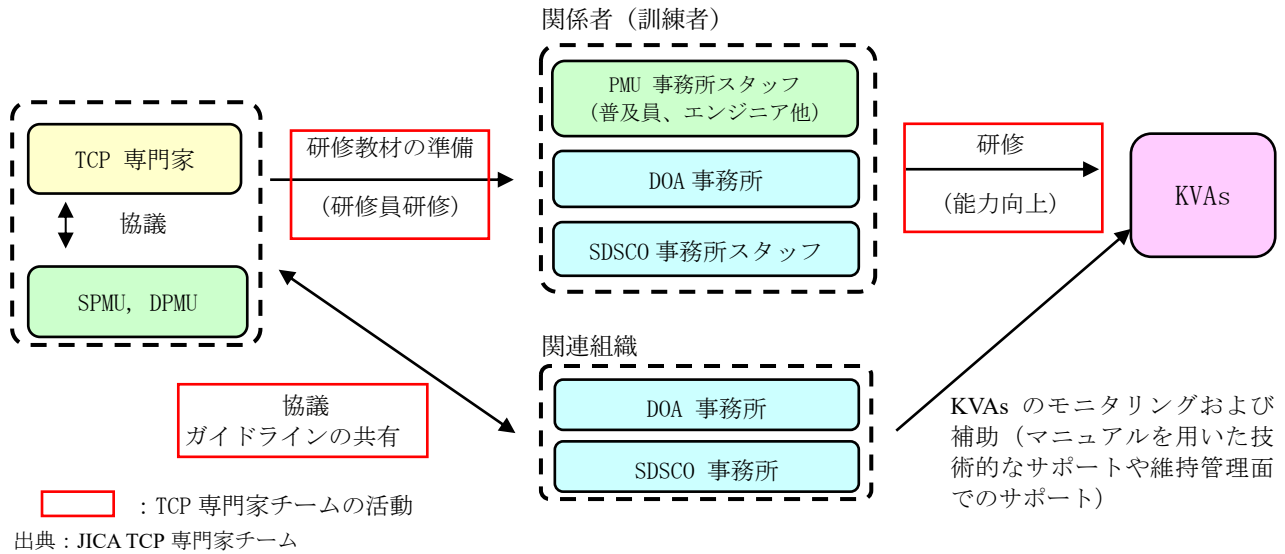 関係者（訓練者）
PMU 事務所スタッフ
(普及員、エンジニア他)
DOA 事務所
SDSCO 事務所スタッフ
TCP 専門家
協議
SPMU, DPMU
研修教材の準備
(研修員研修)
研修
(能力向上)
KVAs
関連組織
DOA 事務所
SDSCO 事務所
協議
ガイドラインの共有
KVAs のモニタリングおよび
補助（マニュアルを用いた技
術的なサポートや維持管理面
でのサポート）
：TCP 専門家チームの活動
出典：JICA TCP 専門家チーム